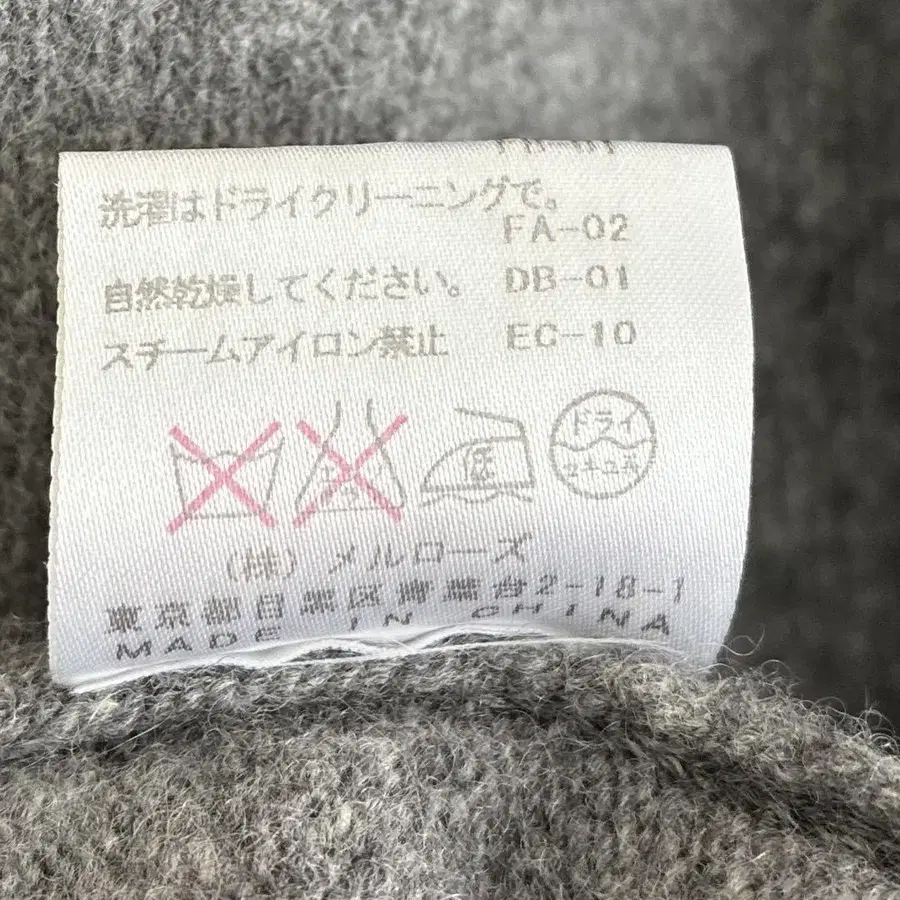 洗濯はドライクリーニングで。
FA-02
自然乾燥してください。 DB-01
スチームアイロン禁止 EC-10
低
ドライ
セキユ系
(株) メルローズ
東京都目黒区青葉台2-18-1
MADE IN CHINA